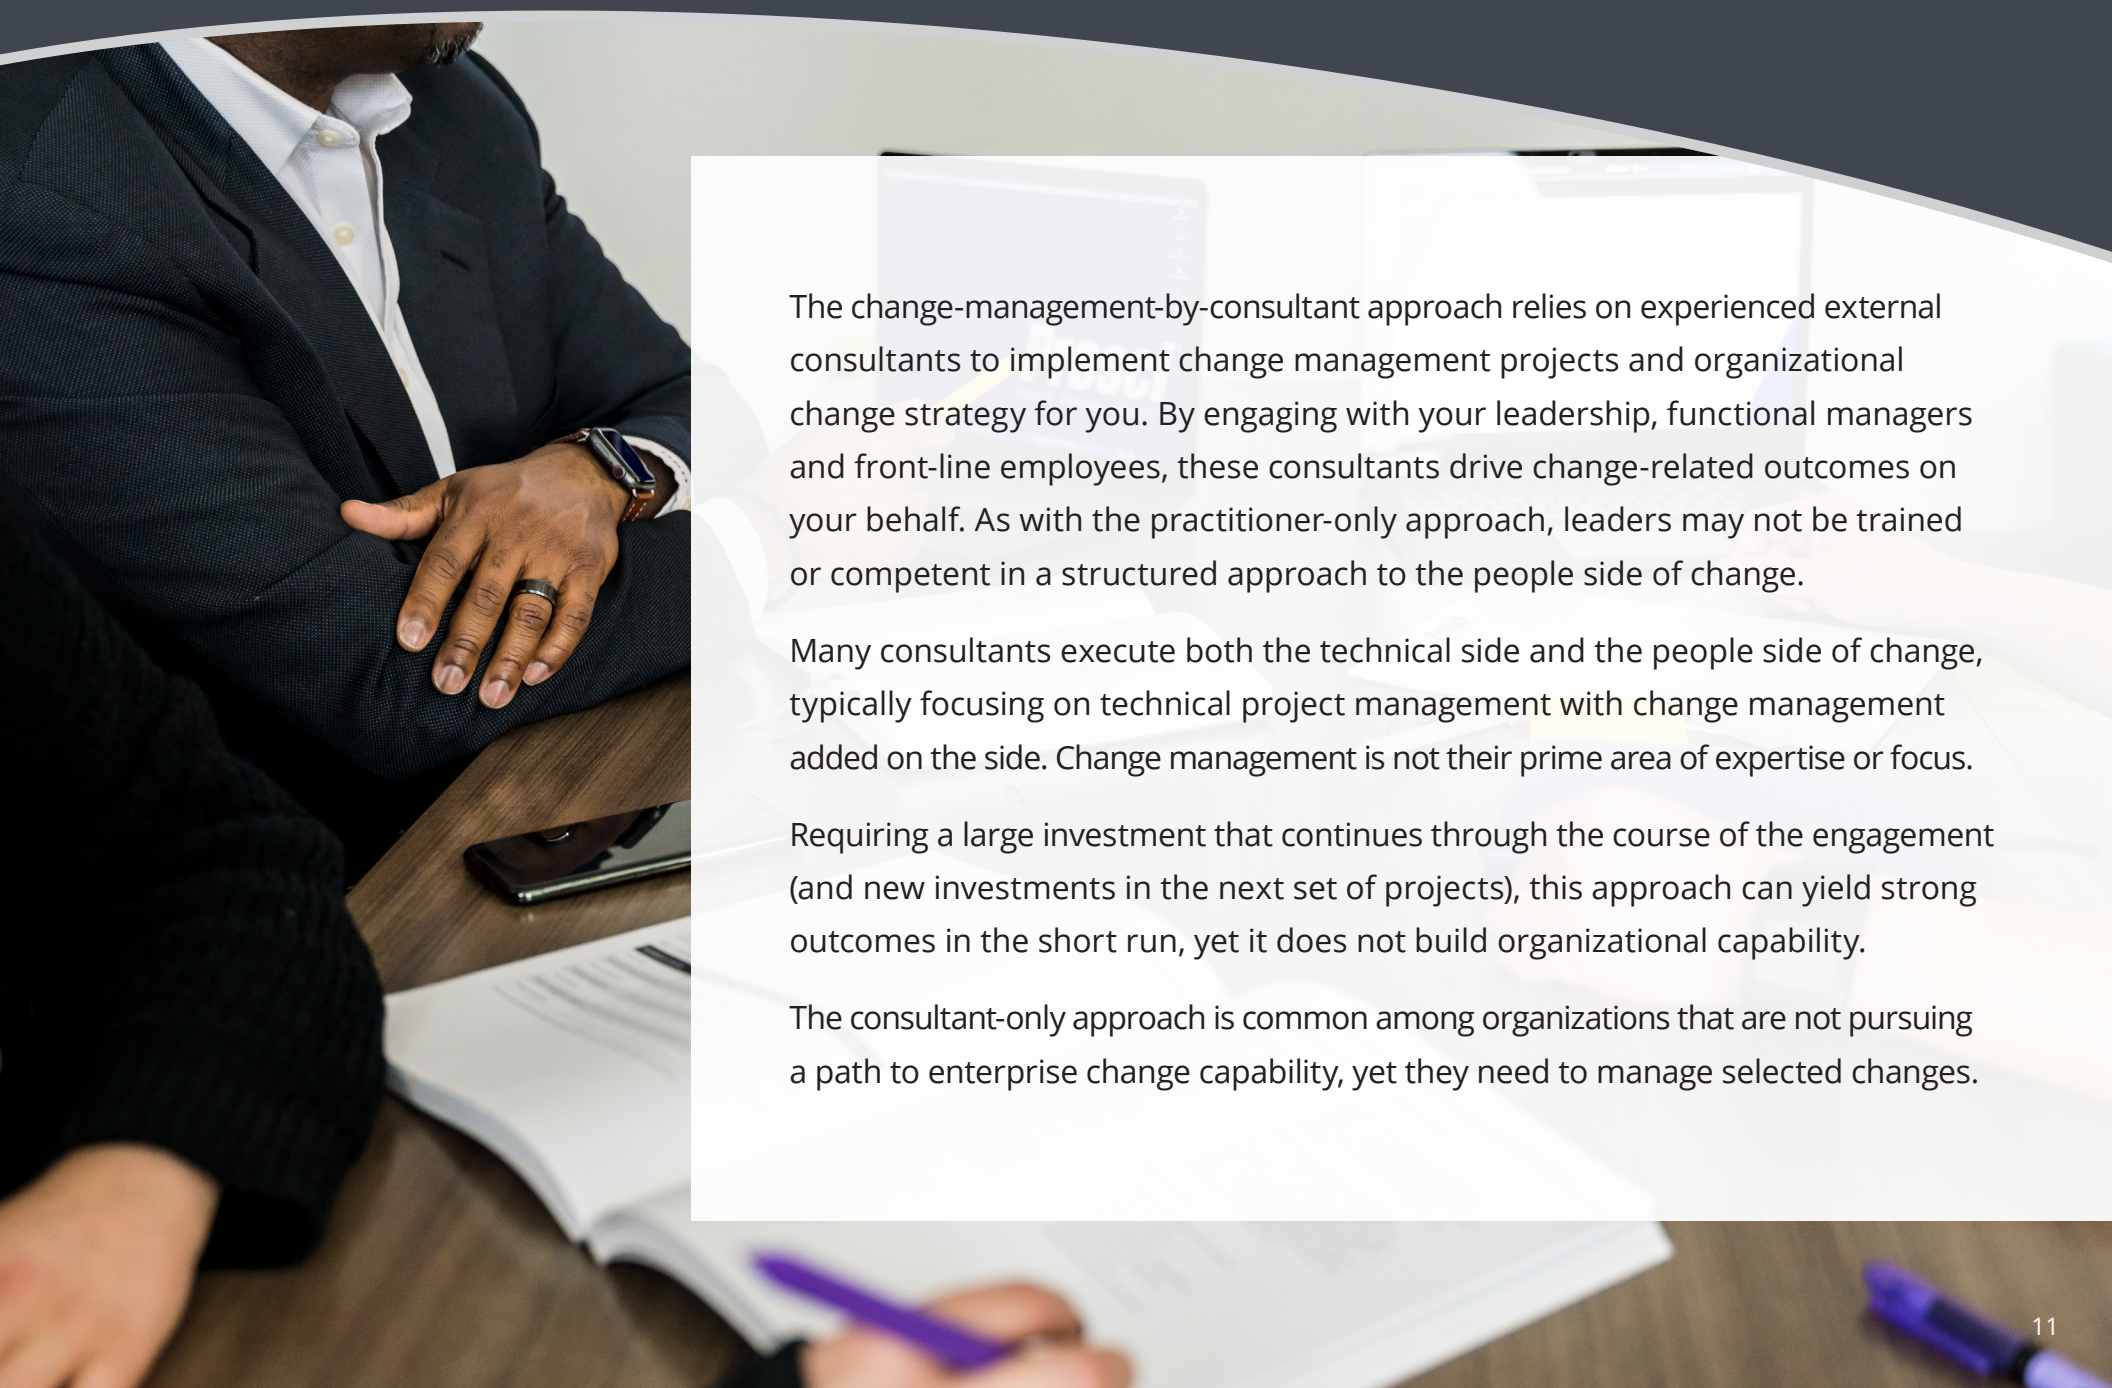 The change-management-by-consultant approach relies on experienced external
consultants to implement change management projects and organizational
change strategy for you. By engaging with your leadership, functional managers
and front-line employees, these consultants drive change-related outcomes on
your behalf. As with the practitioner-only approach, leaders may not be trained
or competent in a structured approach to the people side of change.
Many consultants execute both the technical side and the people side of change,
typically focusing on technical project management with change management
added on the side. Change management is not their prime area of expertise or focus.
Requiring a large investment that continues through the course of the engagement
(and new investments in the next set of projects), this approach can yield strong
outcomes in the short run, yet it does not build organizational capability.
The consultant-only approach is common among organizations that are not pursuing
a path to enterprise change capability, yet they need to manage selected changes.
11